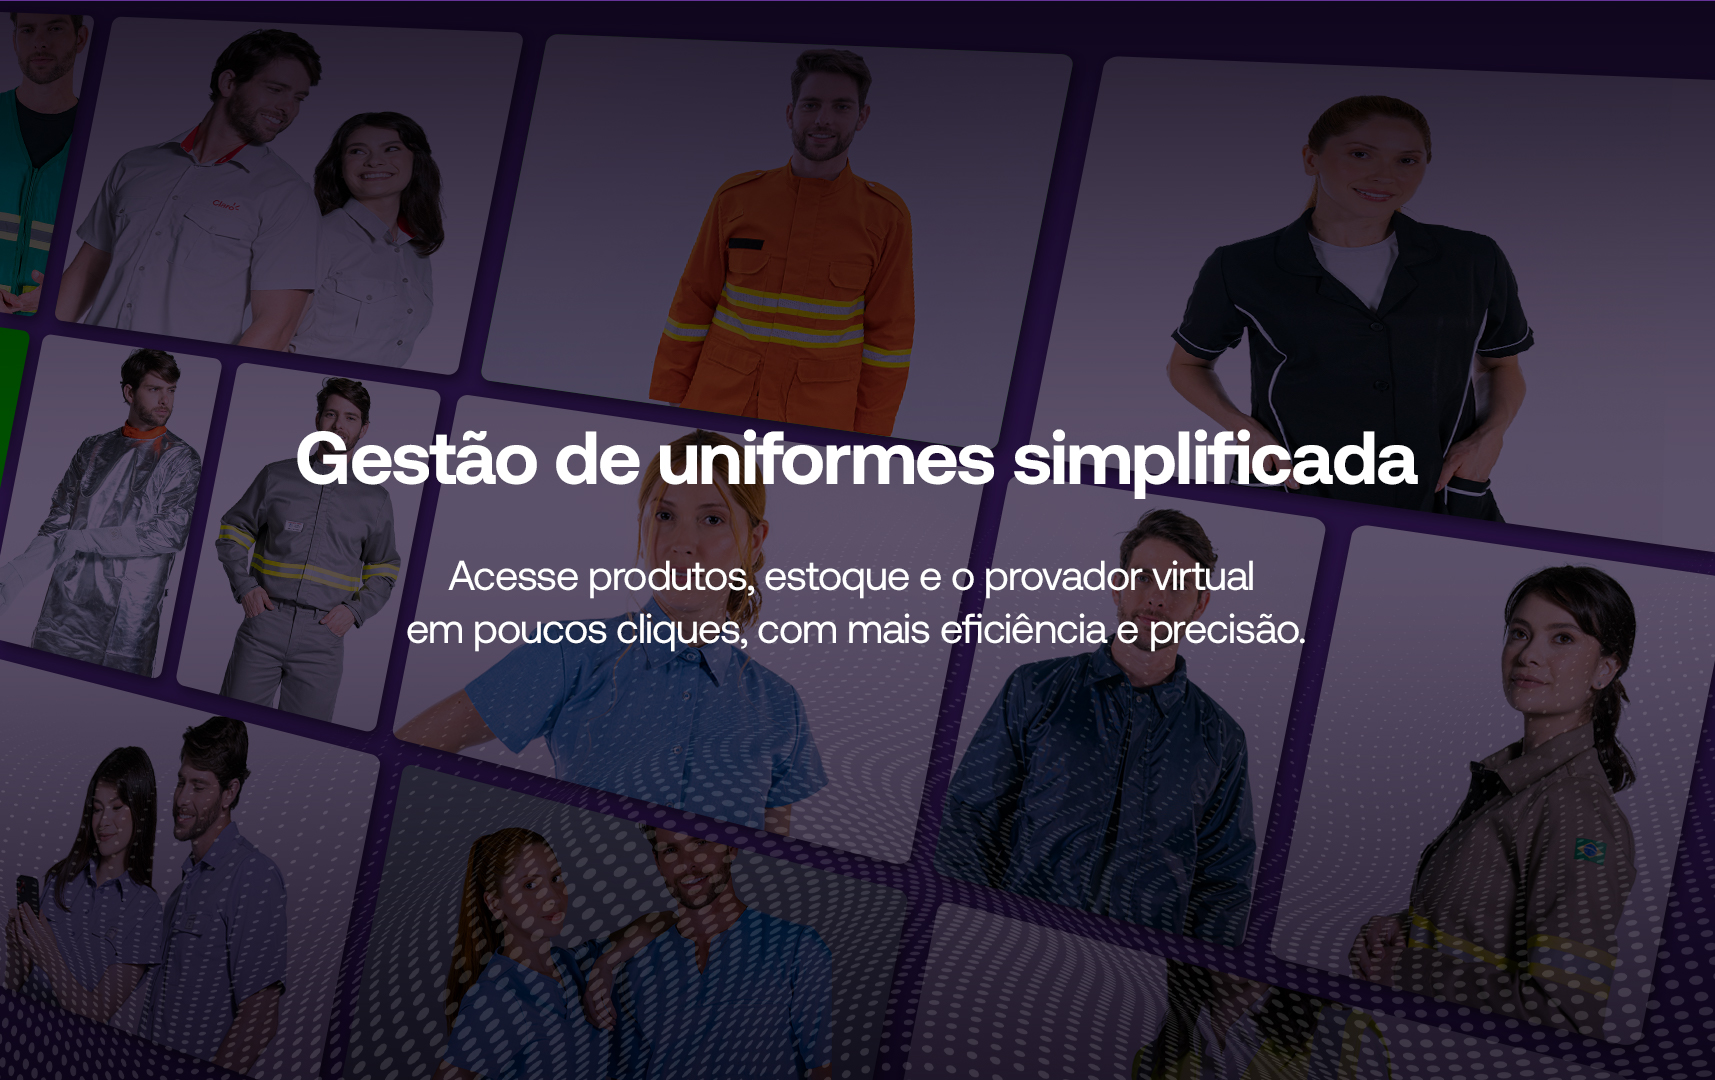 Gestão de uniformes simplificada
Acesse produtos, estoque e o provador virtual
em poucos cliques, com mais eficiência e precisão.